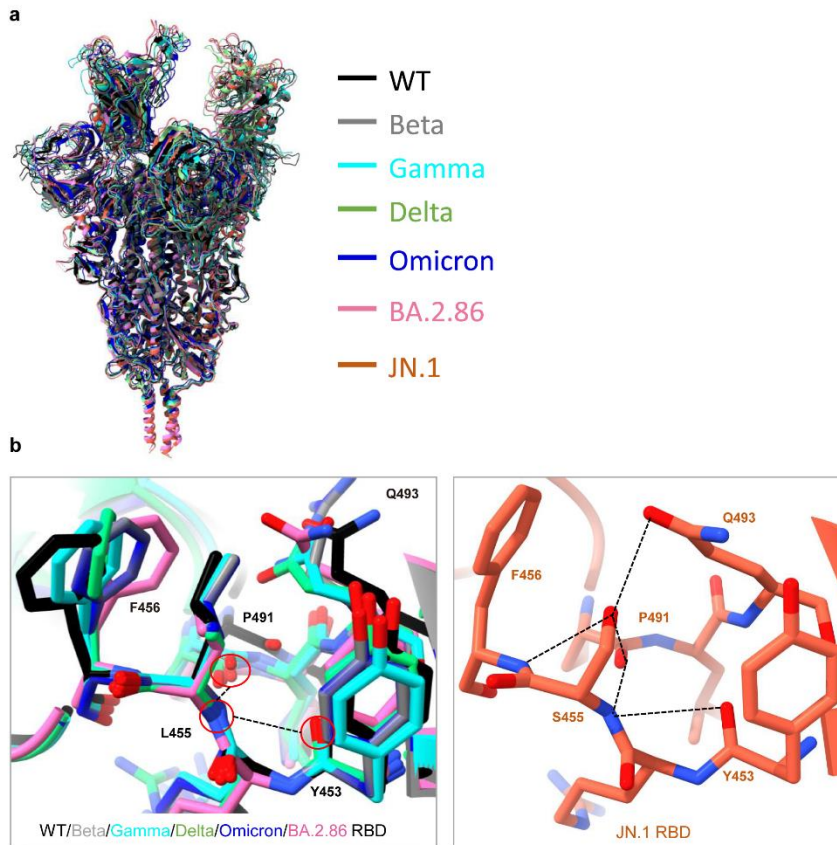 a
WT
Beta
Gamma
Delta
Omicron
BA.2.86
JN.1
b
Q493
F456
P491
L455
Y453
WT/Beta/Gamma/Delta/Omicron/BA.2.86 RBD
Q493
F456
P491
S455
Y453
JN.1 RBD